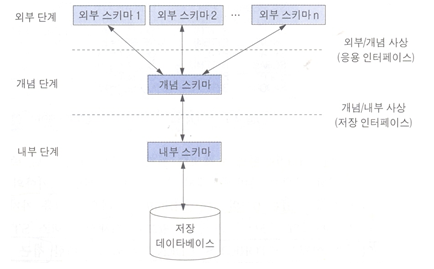 외부 단계
외부 스키마 1
외부 스키마 2
...
외부 스키마 n
외부/개념 사상
(응용 인터페이스)
개념 단계
개념 스키마
개념/내부 사상
(저장 인터페이스)
내부 단계
내부 스키마
저장
데이타베이스